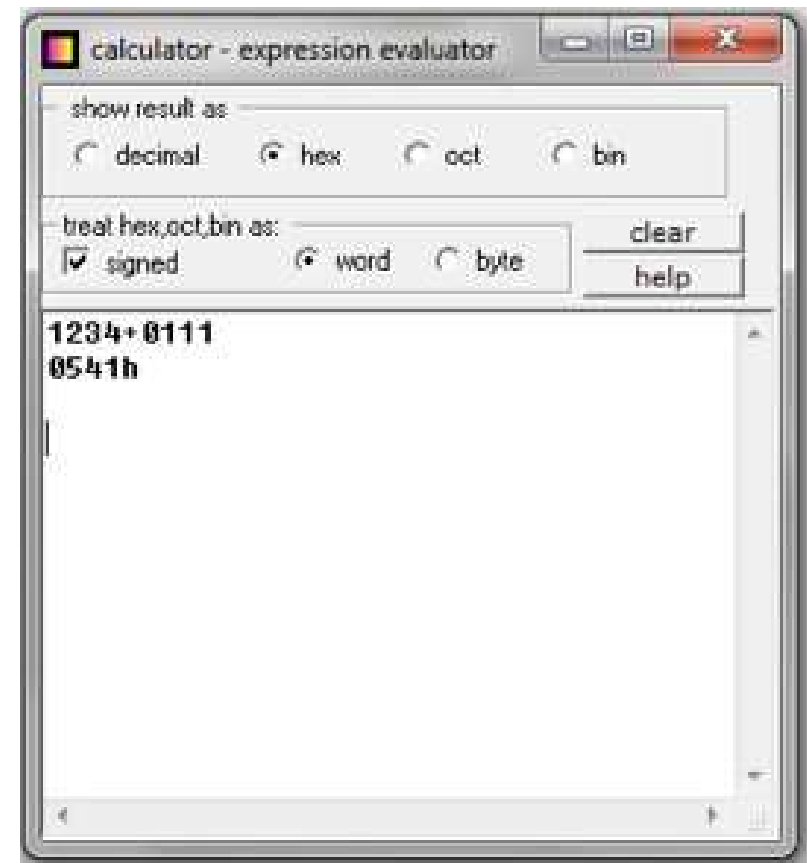 calculator - expression evaluator
show result as
decimal hex oct bin
treat hex,oct,bin as:
signed word byte
clear
help
1234+0111
0541h